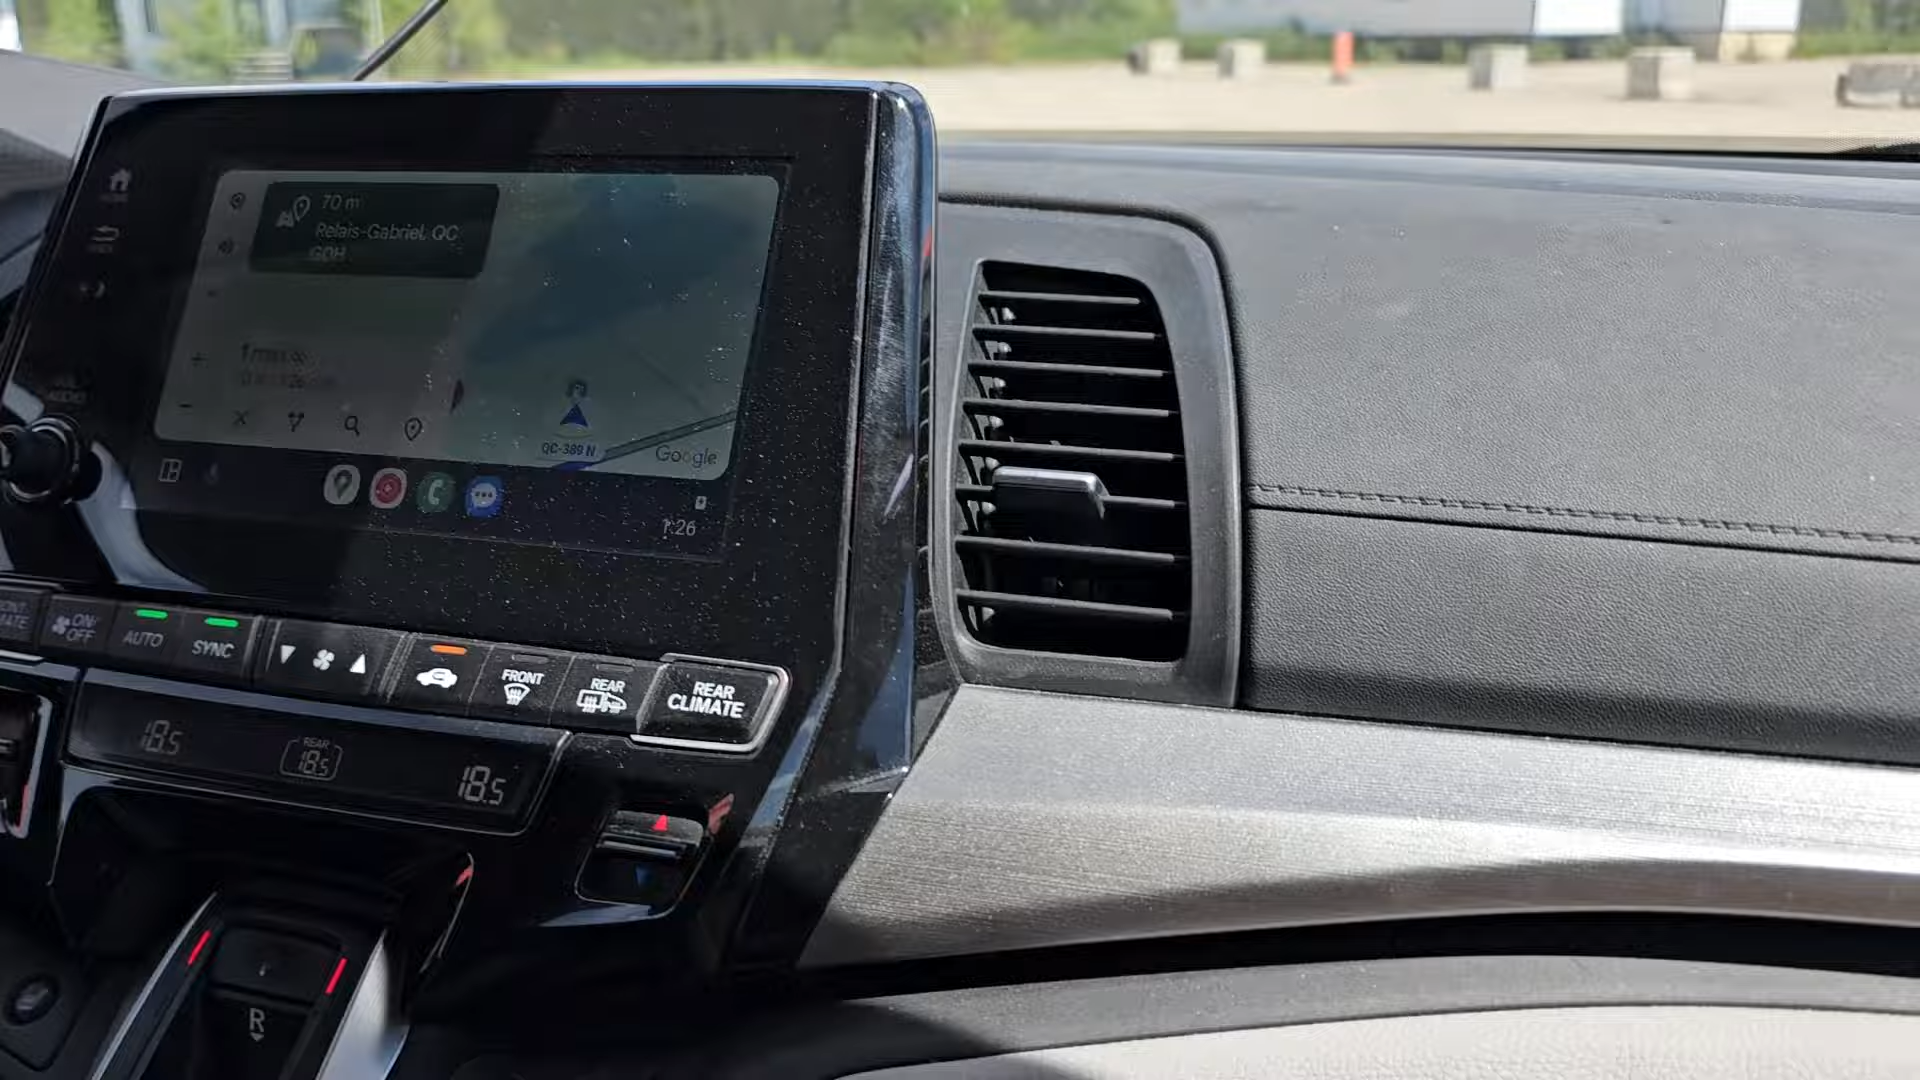 70 m
Relais-Gabriel, QC
QC-389 N
Google
1:26
ON/
OFF
AUTO
SYNC
FRONT
REAR
REAR
CLIMATE
18.5
REAR
18.5
18.5
R